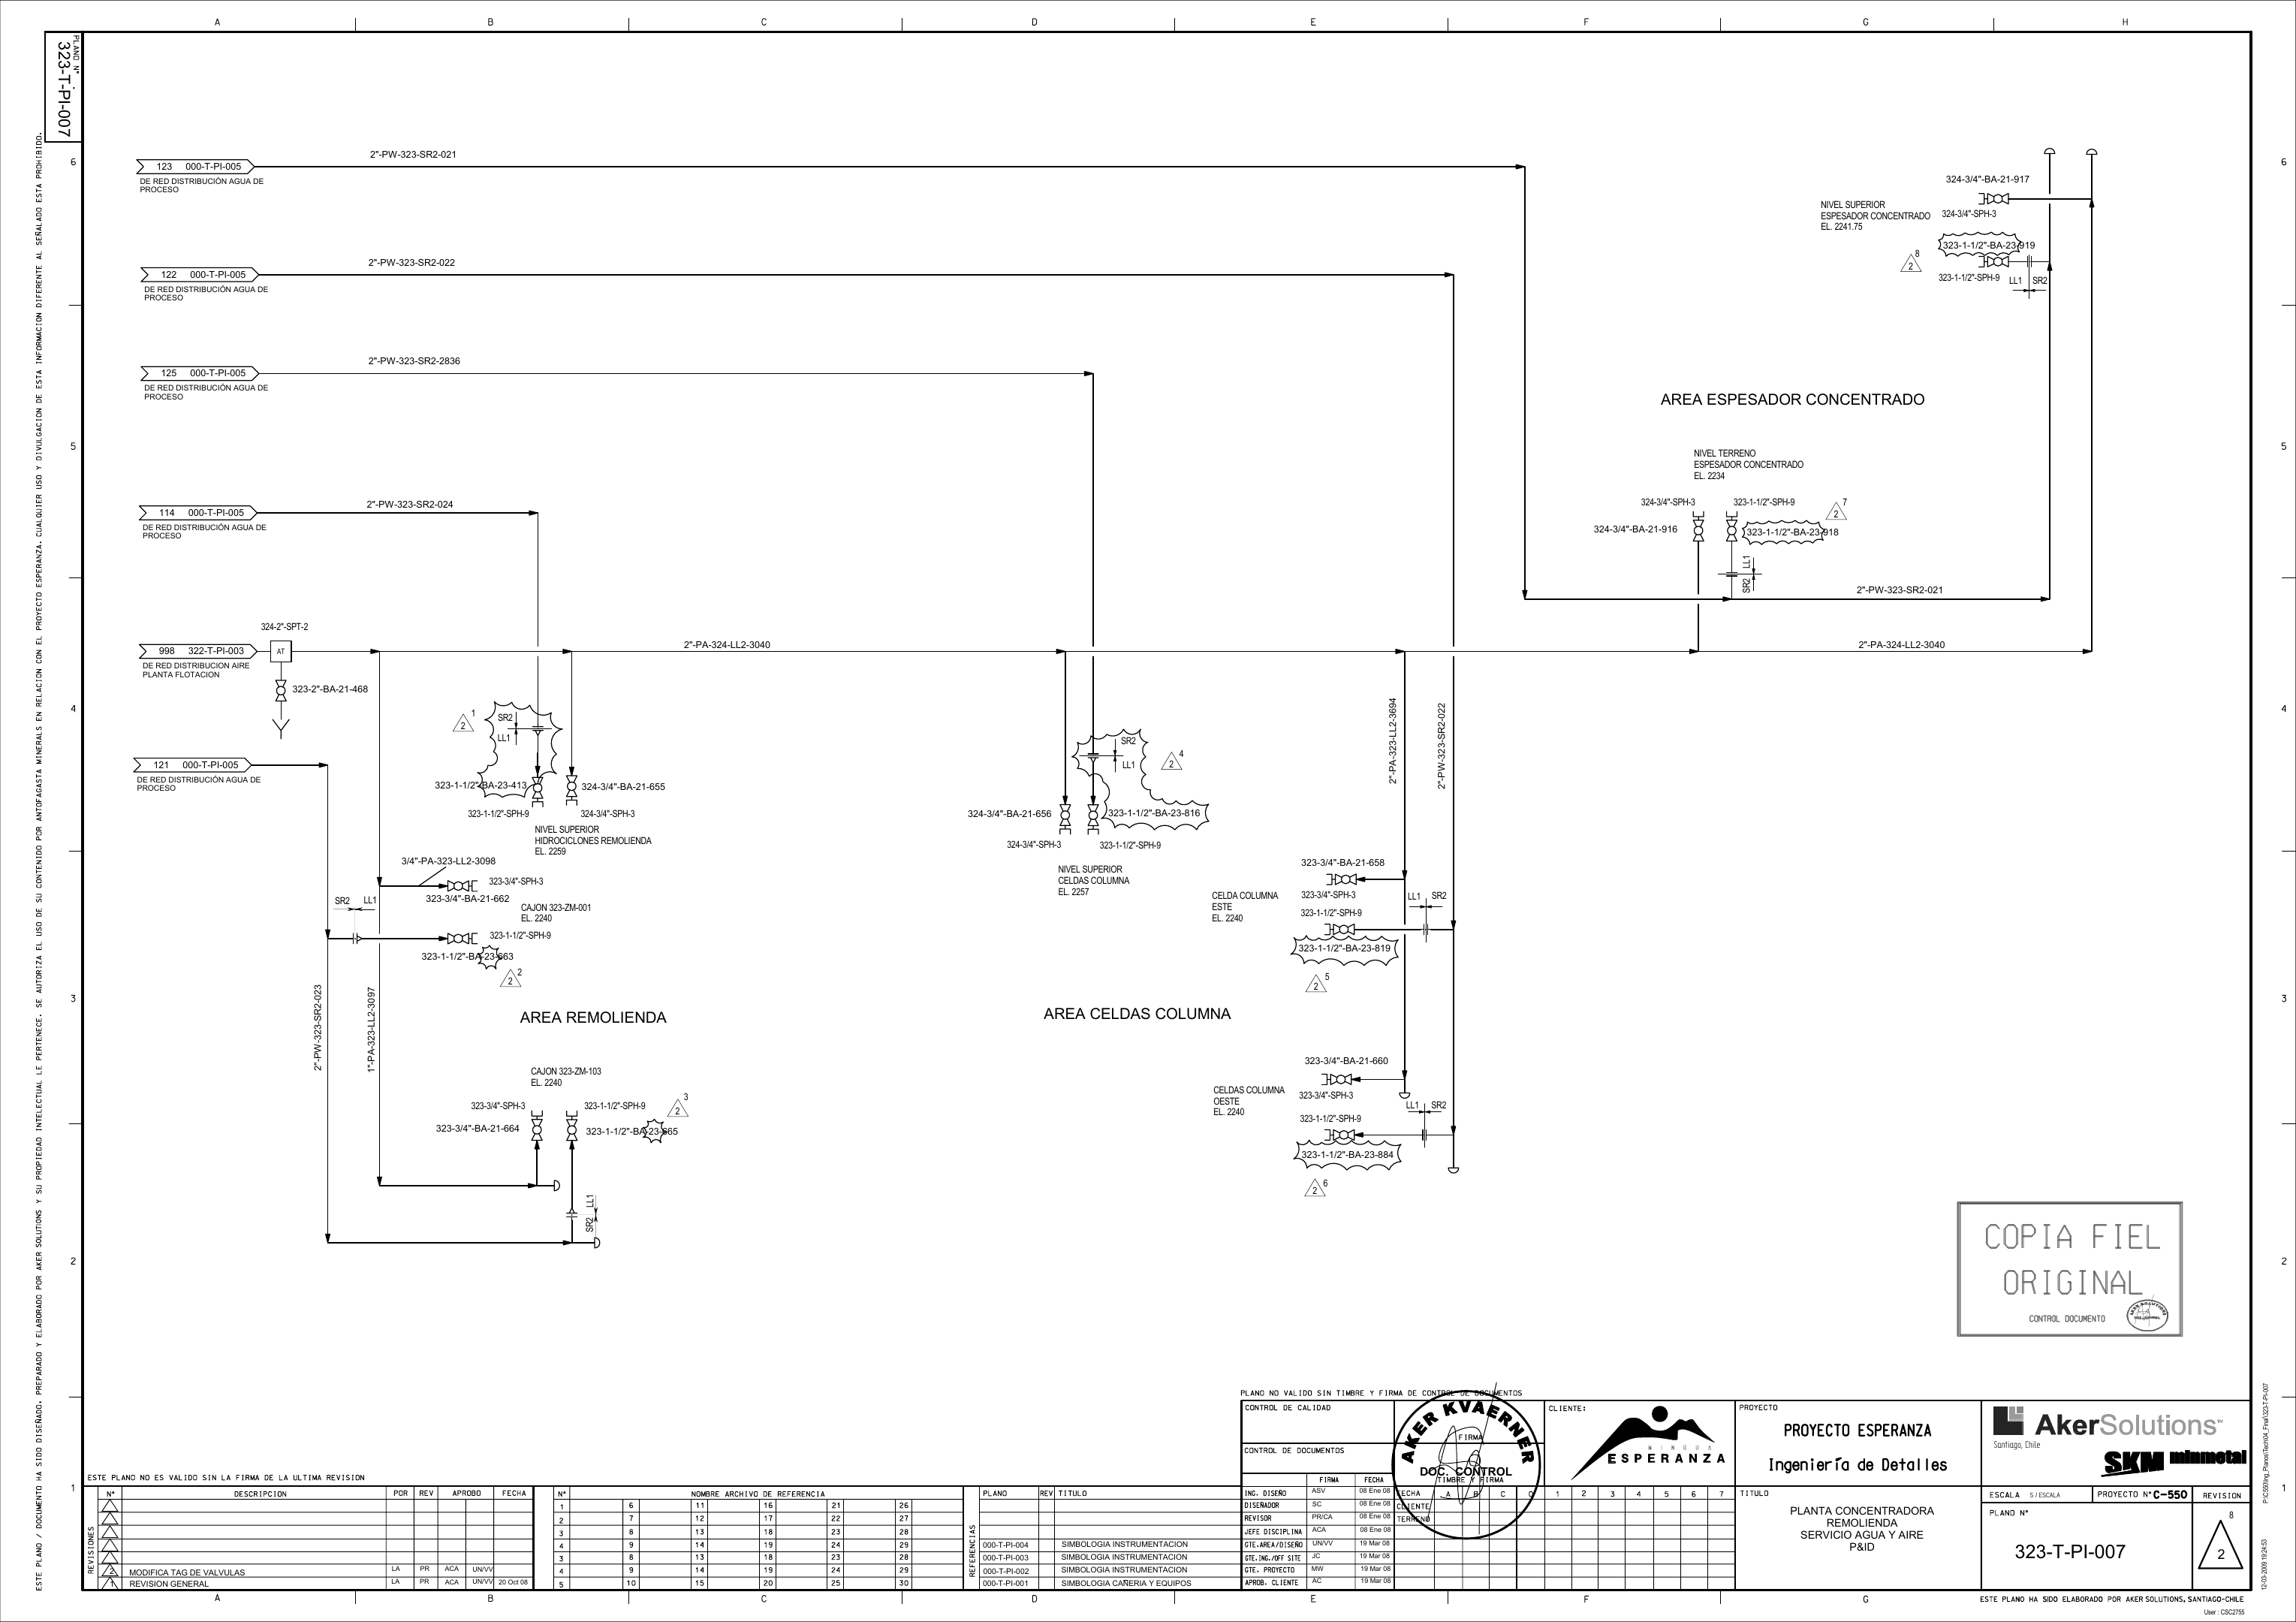 A B C D E F G H
PLANO N°
323-T-PI-007
6
123 000-T-PI-005
DE RED DISTRIBUCIÓN AGUA DE
PROCESO
2"-PW-323-SR2-021
122 000-T-PI-005
DE RED DISTRIBUCIÓN AGUA DE
PROCESO
2"-PW-323-SR2-022
125 000-T-PI-005
DE RED DISTRIBUCIÓN AGUA DE
PROCESO
2"-PW-323-SR2-2836
324-3/4"-BA-21-917
NIVEL SUPERIOR
ESPESADOR CONCENTRADO
EL. 2241.75
324-3/4"-SPH-3
323-1-1/2"-BA-23-919
8
2
323-1-1/2"-SPH-9
LL1 SR2
6
AREA ESPESADOR CONCENTRADO
5
NIVEL TERRENO
ESPESADOR CONCENTRADO
EL. 2234
324-3/4"-SPH-3
323-1-1/2"-SPH-9
7
2
324-3/4"-BA-21-916
323-1-1/2"-BA-23-918
SR2 LL1
2"-PW-323-SR2-021
5
114 000-T-PI-005
DE RED DISTRIBUCIÓN AGUA DE
PROCESO
2"-PW-323-SR2-024
324-2"-SPT-2
998 322-T-PI-003
AT
DE RED DISTRIBUCION AIRE
PLANTA FLOTACION
2"-PA-324-LL2-3040
2"-PA-324-LL2-3040
323-2"-BA-21-468
4
121 000-T-PI-005
DE RED DISTRIBUCIÓN AGUA DE
PROCESO
1
2
SR2
LL1
323-1-1/2"-BA-23-413
324-3/4"-BA-21-655
323-1-1/2"-SPH-9
324-3/4"-SPH-3
NIVEL SUPERIOR
HIDROCICLONES REMOLIENDA
EL. 2259
SR2
LL1
4
2
324-3/4"-BA-21-656
323-1-1/2"-BA-23-816
324-3/4"-SPH-3
323-1-1/2"-SPH-9
NIVEL SUPERIOR
CELDAS COLUMNA
EL. 2257
2"-PA-323-LL2-3694
2"-PW-323-SR2-022
4
3/4"-PA-323-LL2-3098
323-3/4"-SPH-3
323-3/4"-BA-21-662
CAJON 323-ZM-001
EL. 2240
SR2 LL1
323-1-1/2"-SPH-9
323-1-1/2"-BA-23-663
2
2
323-3/4"-BA-21-658
CELDA COLUMNA
ESTE
EL. 2240
323-3/4"-SPH-3
323-1-1/2"-SPH-9
LL1 SR2
323-1-1/2"-BA-23-819
5
2
3
2"-PW-323-SR2-023
1"-PA-323-LL2-3097
AREA REMOLIENDA
AREA CELDAS COLUMNA
3
CAJON 323-ZM-103
EL. 2240
323-3/4"-SPH-3
323-1-1/2"-SPH-9
3
2
323-3/4"-BA-21-664
323-1-1/2"-BA-23-665
SR2 LL1
323-3/4"-BA-21-660
CELDAS COLUMNA
OESTE
EL. 2240
323-3/4"-SPH-3
323-1-1/2"-SPH-9
LL1 SR2
323-1-1/2"-BA-23-884
6
2
2
2
COPIA FIEL
ORIGINAL
CONTROL DOCUMENTO
ESTE PLANO / DOCUMENTO HA SIDO DISEÑADO, PREPARADO Y ELABORADO POR AKER SOLUTIONS Y SU PROPIEDAD INTELECTUAL LE PERTENECE. SE AUTORIZA EL USO DE SU CONTENIDO POR ANTOFAGASTA MINERALS EN RELACION CON EL PROYECTO ESPERANZA. CUALQUIER USO Y DIVULGACION DE ESTA INFORMACION DIFERENTE AL SEÑALADO ESTA PROHIBIDO.
1
ESTE PLANO NO ES VALIDO SIN LA FIRMA DE LA ULTIMA REVISION
REVISIONES
N° DESCRIPCION POR REV APROBO FECHA
2 MODIFICA TAG DE VALVULAS LA PR ACA UN/VV
1 REVISION GENERAL LA PR ACA UN/VV 20 Oct 08
N° NOMBRE ARCHIVO DE REFERENCIA
1 6 11 16 21 26
2 7 12 17 22 27
3 8 13 18 23 28
4 9 14 19 24 29
3 8 13 18 23 28
4 9 14 19 24 29
5 10 15 20 25 30
REFERENCIAS
PLANO REV TITULO
000-T-PI-004 SIMBOLOGIA INSTRUMENTACION
000-T-PI-003 SIMBOLOGIA INSTRUMENTACION
000-T-PI-002 SIMBOLOGIA INSTRUMENTACION
000-T-PI-001 SIMBOLOGIA CAÑERIA Y EQUIPOS
PLANO NO VALIDO SIN TIMBRE Y FIRMA DE CONTROL DE DOCUMENTOS
CONTROL DE CALIDAD
FIRMA
CONTROL DE DOCUMENTOS
TIMBRE Y FIRMA
AKER KVAERNER
DOC. CONTROL
FIRMA FECHA
ING. DISEÑO ASV 08 Ene 08
DISEÑADOR SC 08 Ene 08
REVISOR PR/CA 08 Ene 08
JEFE DISCIPLINA ACA 08 Ene 08
GTE.AREA/DISEÑO UN/VV 19 Mar 08
GTE.ING./OFF SITE JC 19 Mar 08
GTE. PROYECTO MW 19 Mar 08
APROB. CLIENTE AC 19 Mar 08
FECHA A B C 0 1 2 3 4 5 6 7
CLIENTE
TERRENO
CLIENTE:
MINERA
ESPERANZA
PROYECTO
PROYECTO ESPERANZA
Ingeniería de Detalles
TITULO
PLANTA CONCENTRADORA
REMOLIENDA
SERVICIO AGUA Y AIRE
P&ID
AkerSolutions™
Santiago, Chile
SKM minmetal
ESCALA S / ESCALA
PROYECTO N° C-550
REVISION
PLANO N°
323-T-PI-007
8
2
1
A B C D E F G
ESTE PLANO HA SIDO ELABORADO POR AKER SOLUTIONS, SANTIAGO-CHILE
User : CSC2755
12-03-2009 19:24:53